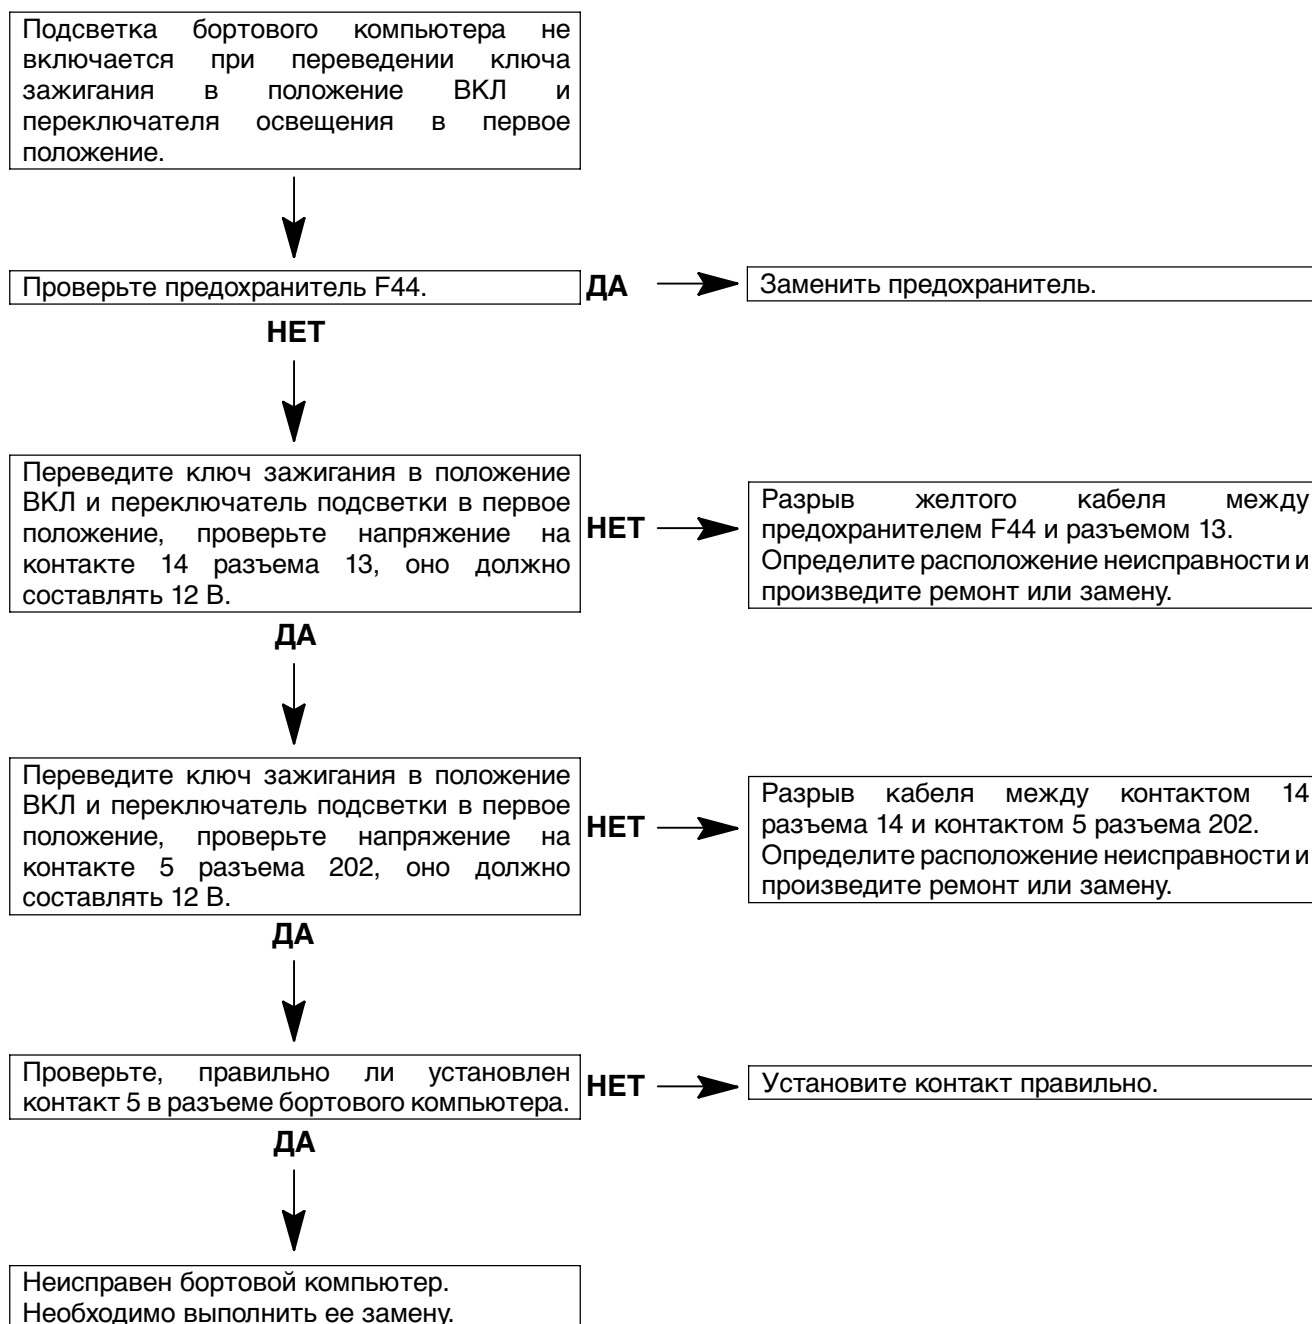 Подсветка бортового компьютера не
включается при переведении ключа
зажигания в положение ВКЛ и
переключателя освещения в первое
положение.
Проверьте предохранитель F44.
ДА
Заменить предохранитель.
НЕТ
Переведите ключ зажигания в положение
ВКЛ и переключатель подсветки в первое
положение, проверьте напряжение на
контакте 14 разъема 13, оно должно
составлять 12 В.
НЕТ
Разрыв желтого кабеля между
предохранителем F44 и разъемом 13.
Определите расположение неисправности и
произведите ремонт или замену.
ДА
Переведите ключ зажигания в положение
ВКЛ и переключатель подсветки в первое
положение, проверьте напряжение на
контакте 5 разъема 202, оно должно
составлять 12 В.
НЕТ
Разрыв кабеля между контактом 14
разъема 14 и контактом 5 разъема 202.
Определите расположение неисправности и
произведите ремонт или замену.
ДА
Проверьте, правильно ли установлен
контакт 5 в разъеме бортового компьютера.
НЕТ
Установите контакт правильно.
ДА
Неисправен бортовой компьютер.
Необходимо выполнить ее замену.